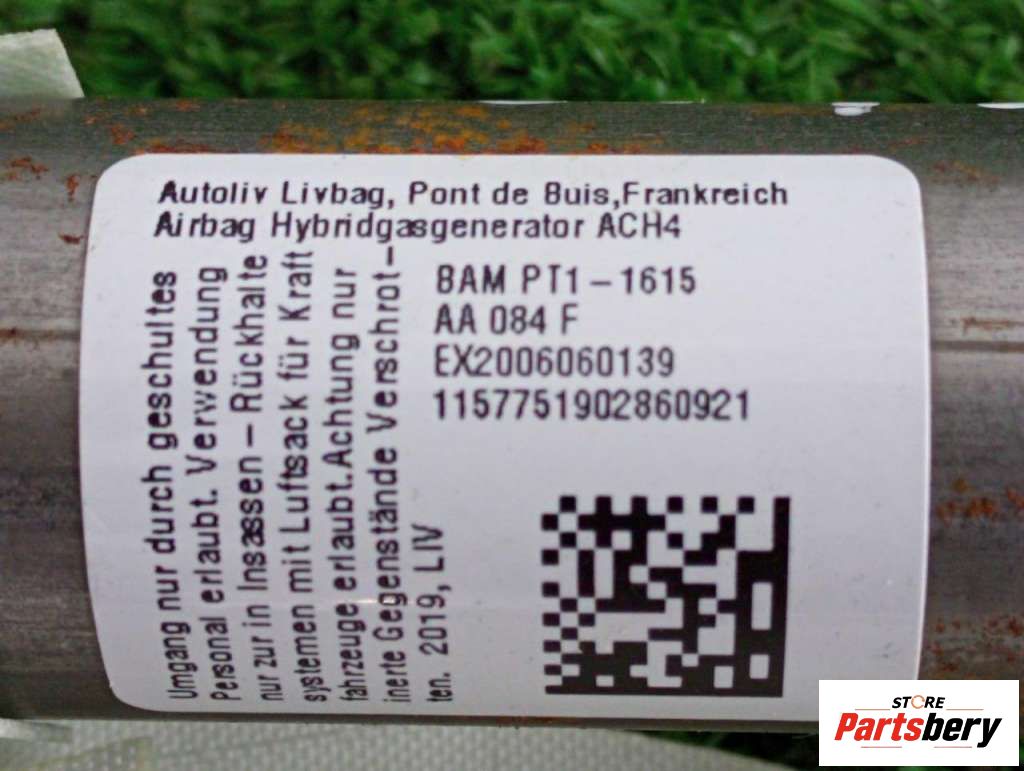 Autoliv Livbag, Pont de Buis,Frankreich
Airbag Hybridgasgenerator ACH4
BAM PT1-1615
AA 084 F
EX2006060139
1157751902860921
Umgang nur durch geschultes
Personal erlaubt. Verwendung
nur zur in Insassen-Rückhalte
systemen mit Luftsack für Kraft
fahrzeuge erlaubt.Achtung nur
inerte Gegenstände Verschrot-
ten. 2019, LIV
STORE
Partsbery